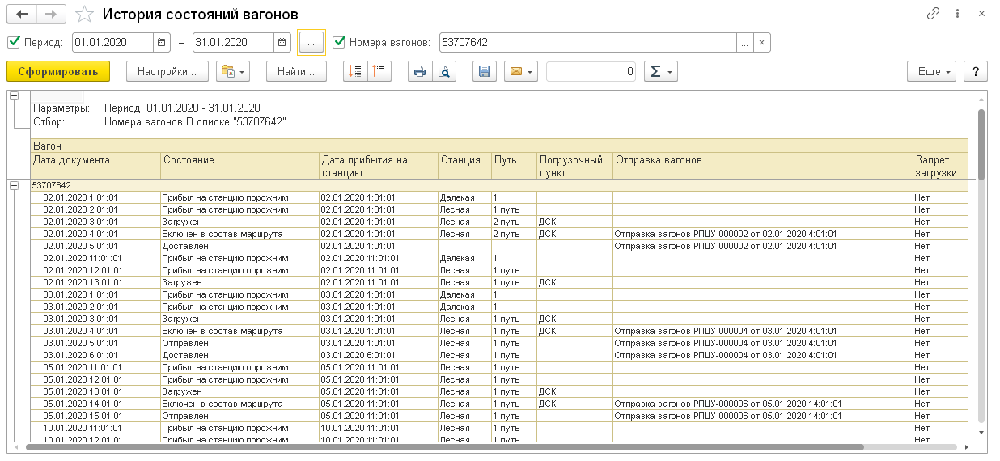 История состояний вагонов
Период: 01.01.2020 – 31.01.2020 ... Номера вагонов: 53707642 ... ×
Сформировать Настройки... Найти... 0 Σ Еще ?
Параметры: Период: 01.01.2020 - 31.01.2020
Отбор: Номера вагонов В списке "53707642"
Вагон
Дата документа Состояние Дата прибытия на станцию Станция Путь Погрузочный пункт Отправка вагонов Запрет загрузки
53707642
02.01.2020 1:01:01 Прибыл на станцию порожним 02.01.2020 1:01:01 Далекая 1 Нет
02.01.2020 2:01:01 Прибыл на станцию порожним 02.01.2020 1:01:01 Лесная 1 путь Нет
02.01.2020 3:01:01 Загружен 02.01.2020 1:01:01 Лесная 2 путь ДСК Нет
02.01.2020 4:01:01 Включен в состав маршрута 02.01.2020 1:01:01 Лесная 2 путь ДСК Отправка вагонов РПЦУ-000002 от 02.01.2020 4:01:01 Нет
02.01.2020 5:01:01 Доставлен 02.01.2020 1:01:01 Отправка вагонов РПЦУ-000002 от 02.01.2020 4:01:01 Нет
02.01.2020 11:01:01 Прибыл на станцию порожним 02.01.2020 11:01:01 Далекая 1 Нет
02.01.2020 12:01:01 Прибыл на станцию порожним 02.01.2020 11:01:01 Лесная 1 путь Нет
02.01.2020 13:01:01 Загружен 02.01.2020 11:01:01 Лесная 1 путь ДСК Нет
03.01.2020 1:01:01 Прибыл на станцию порожним 03.01.2020 1:01:01 Далекая 1 Нет
03.01.2020 2:01:01 Прибыл на станцию порожним 03.01.2020 1:01:01 Далекая 1 Нет
03.01.2020 3:01:01 Загружен 03.01.2020 1:01:01 Лесная 1 путь ДСК Нет
03.01.2020 4:01:01 Включен в состав маршрута 03.01.2020 1:01:01 Лесная 1 путь ДСК Отправка вагонов РПЦУ-000004 от 03.01.2020 4:01:01 Нет
03.01.2020 5:01:01 Отправлен 03.01.2020 1:01:01 Лесная 1 путь Отправка вагонов РПЦУ-000004 от 03.01.2020 4:01:01 Нет
03.01.2020 6:01:01 Доставлен 03.01.2020 6:01:01 Лесная 1 путь Отправка вагонов РПЦУ-000004 от 03.01.2020 4:01:01 Нет
05.01.2020 11:01:01 Прибыл на станцию порожним 05.01.2020 11:01:01 Лесная 1 путь Нет
05.01.2020 12:01:01 Прибыл на станцию порожним 05.01.2020 11:01:01 Лесная 1 путь Нет
05.01.2020 13:01:01 Загружен 05.01.2020 11:01:01 Лесная 1 путь ДСК Нет
05.01.2020 14:01:01 Включен в состав маршрута 05.01.2020 11:01:01 Лесная 1 путь ДСК Отправка вагонов РПЦУ-000006 от 05.01.2020 14:01:01 Нет
05.01.2020 15:01:01 Отправлен 05.01.2020 11:01:01 Лесная 1 путь Отправка вагонов РПЦУ-000006 от 05.01.2020 14:01:01 Нет
10.01.2020 11:01:01 Прибыл на станцию порожним 10.01.2020 11:01:01 Лесная 1 путь Нет
10.01.2020 12:01:01 Прибыл на станцию порожним 10.01.2020 11:01:01 Лесная 1 путь Нет